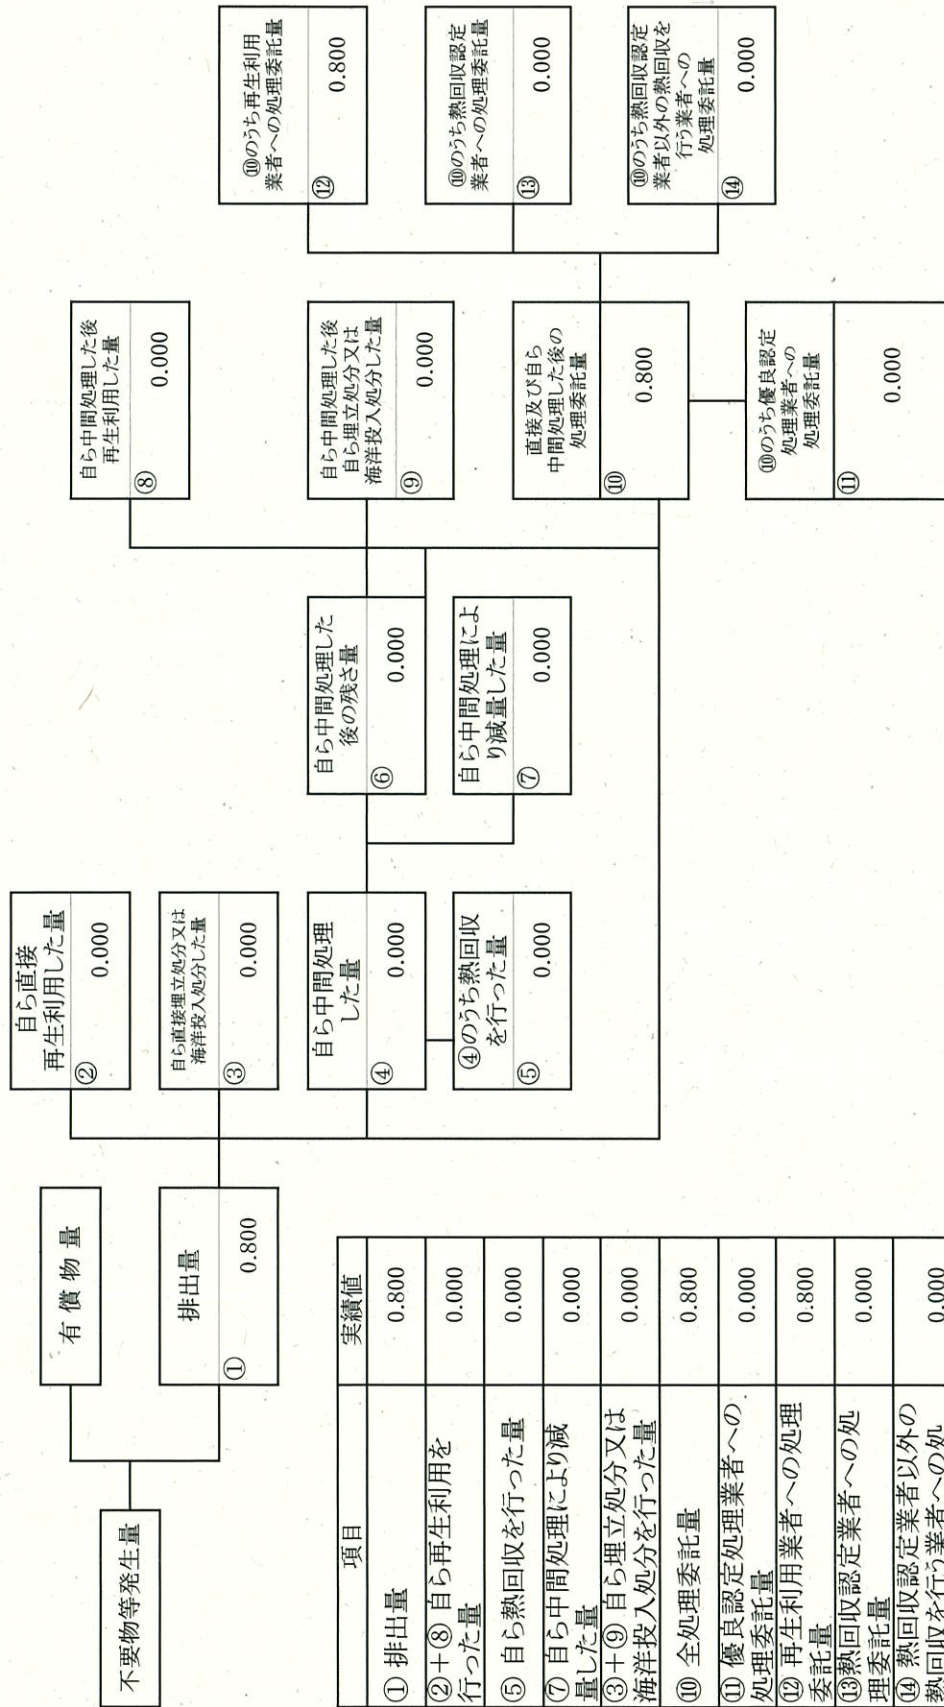 不要物等発生量
有償物量
排出量
①
0.800
自ら直接
再生利用した量
②
0.000
自ら直接埋立処分又は
海洋投入処分した量
③
0.000
自ら中間処理
した量
④
0.000
④のうち熱回収
を行った量
⑤
0.000
自ら中間処理した
後の残さ量
⑥
0.000
自ら中間処理によ
り減量した量
⑦
0.000
自ら中間処理した後
再生利用した量
⑧
0.000
自ら中間処理した後
自ら埋立処分又は
海洋投入処分した量
⑨
0.000
直接及び自ら
中間処理した後の
処理委託量
⑩
0.800
⑩のうち優良認定
処理業者への
処理委託量
⑪
0.000
⑩のうち再生利用
業者への処理委託量
⑫
0.800
⑩のうち熱回収認定
業者への処理委託量
⑬
0.000
⑩のうち熱回収認定
業者以外の熱回収を
行う業者への
処理委託量
⑭
0.000
項目 実績値
① 排出量 0.800
②+⑧ 自ら再生利用を
行った量 0.000
⑤ 自ら熱回収を行った量 0.000
⑦ 自ら中間処理により減
量した量 0.000
③+⑨ 自ら埋立処分又は
海洋投入処分を行った量 0.000
⑩ 全処理委託量 0.800
⑪ 優良認定処理業者への
処理委託量 0.000
⑫ 再生利用業者への処理
委託量 0.800
⑬熱回収認定業者への処
理委託量 0.000
⑭ 熱回収認定業者以外の
熱回収を行う業者への処 0.000